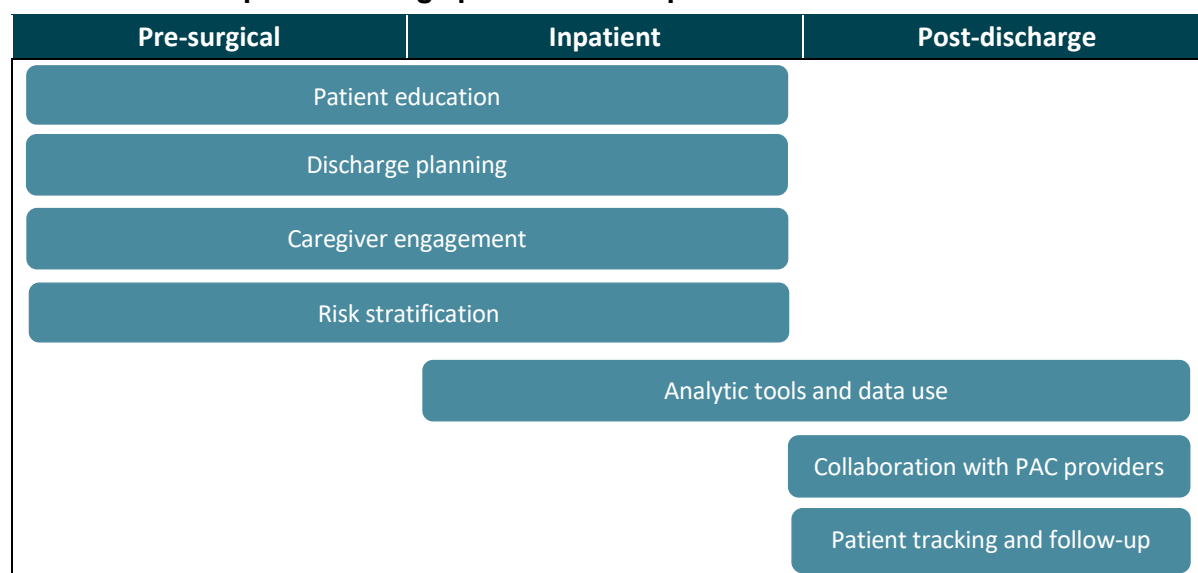 Pre-surgical Inpatient Post-discharge
Patient education
Discharge planning
Caregiver engagement
Risk stratification
Analytic tools and data use
Collaboration with PAC providers
Patient tracking and follow-up